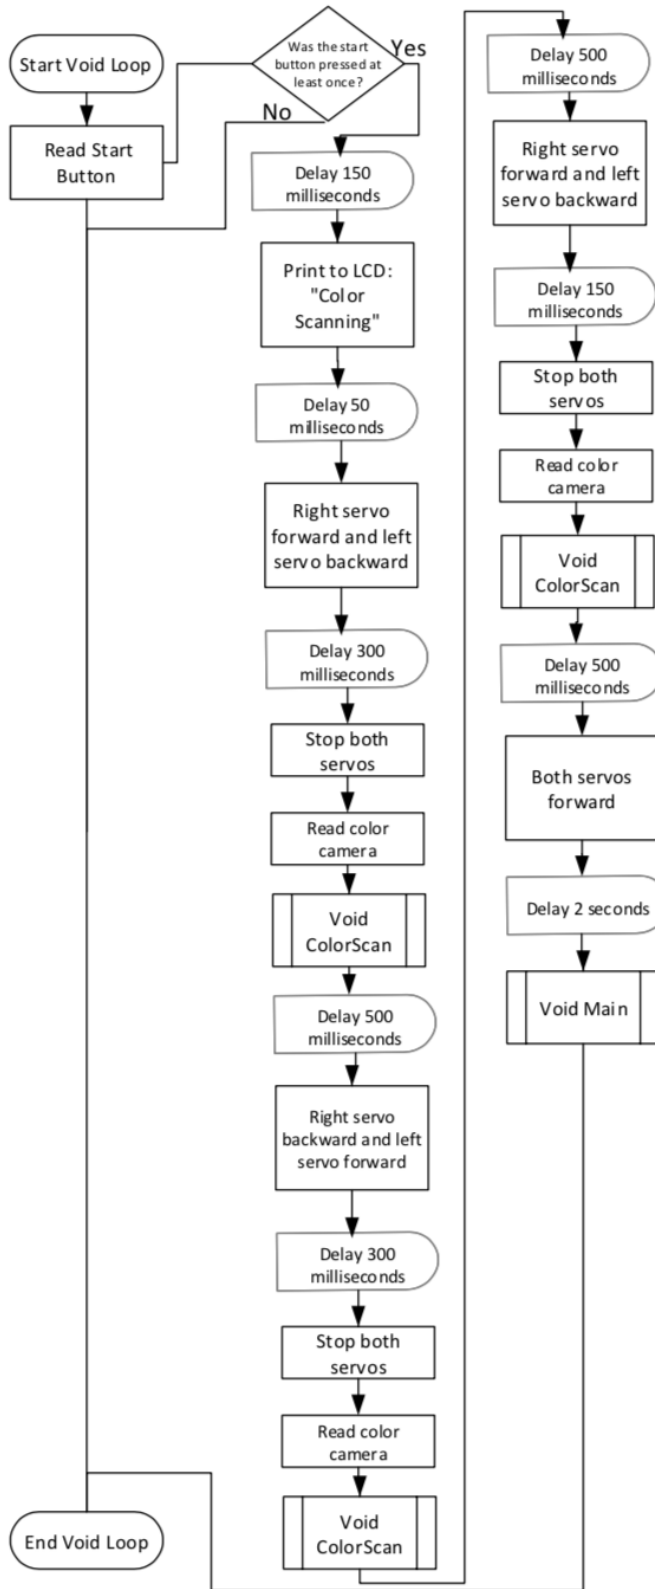 Start Void Loop
Read Start
Button
Was the start
button pressed at
least once?
Yes
No
Delay 150
milliseconds
Print to LCD:
"Color
Scanning"
Delay 50
milliseconds
Right servo
forward and left
servo backward
Delay 300
milliseconds
Stop both
servos
Read color
camera
Void
ColorScan
Delay 500
milliseconds
Right servo
backward and left
servo forward
Delay 300
milliseconds
Stop both
servos
Read color
camera
Void
ColorScan
Delay 500
milliseconds
Right servo
forward and left
servo backward
Delay 150
milliseconds
Stop both
servos
Read color
camera
Void
ColorScan
Delay 500
milliseconds
Both servos
forward
Delay 2 seconds
Void Main
End Void Loop